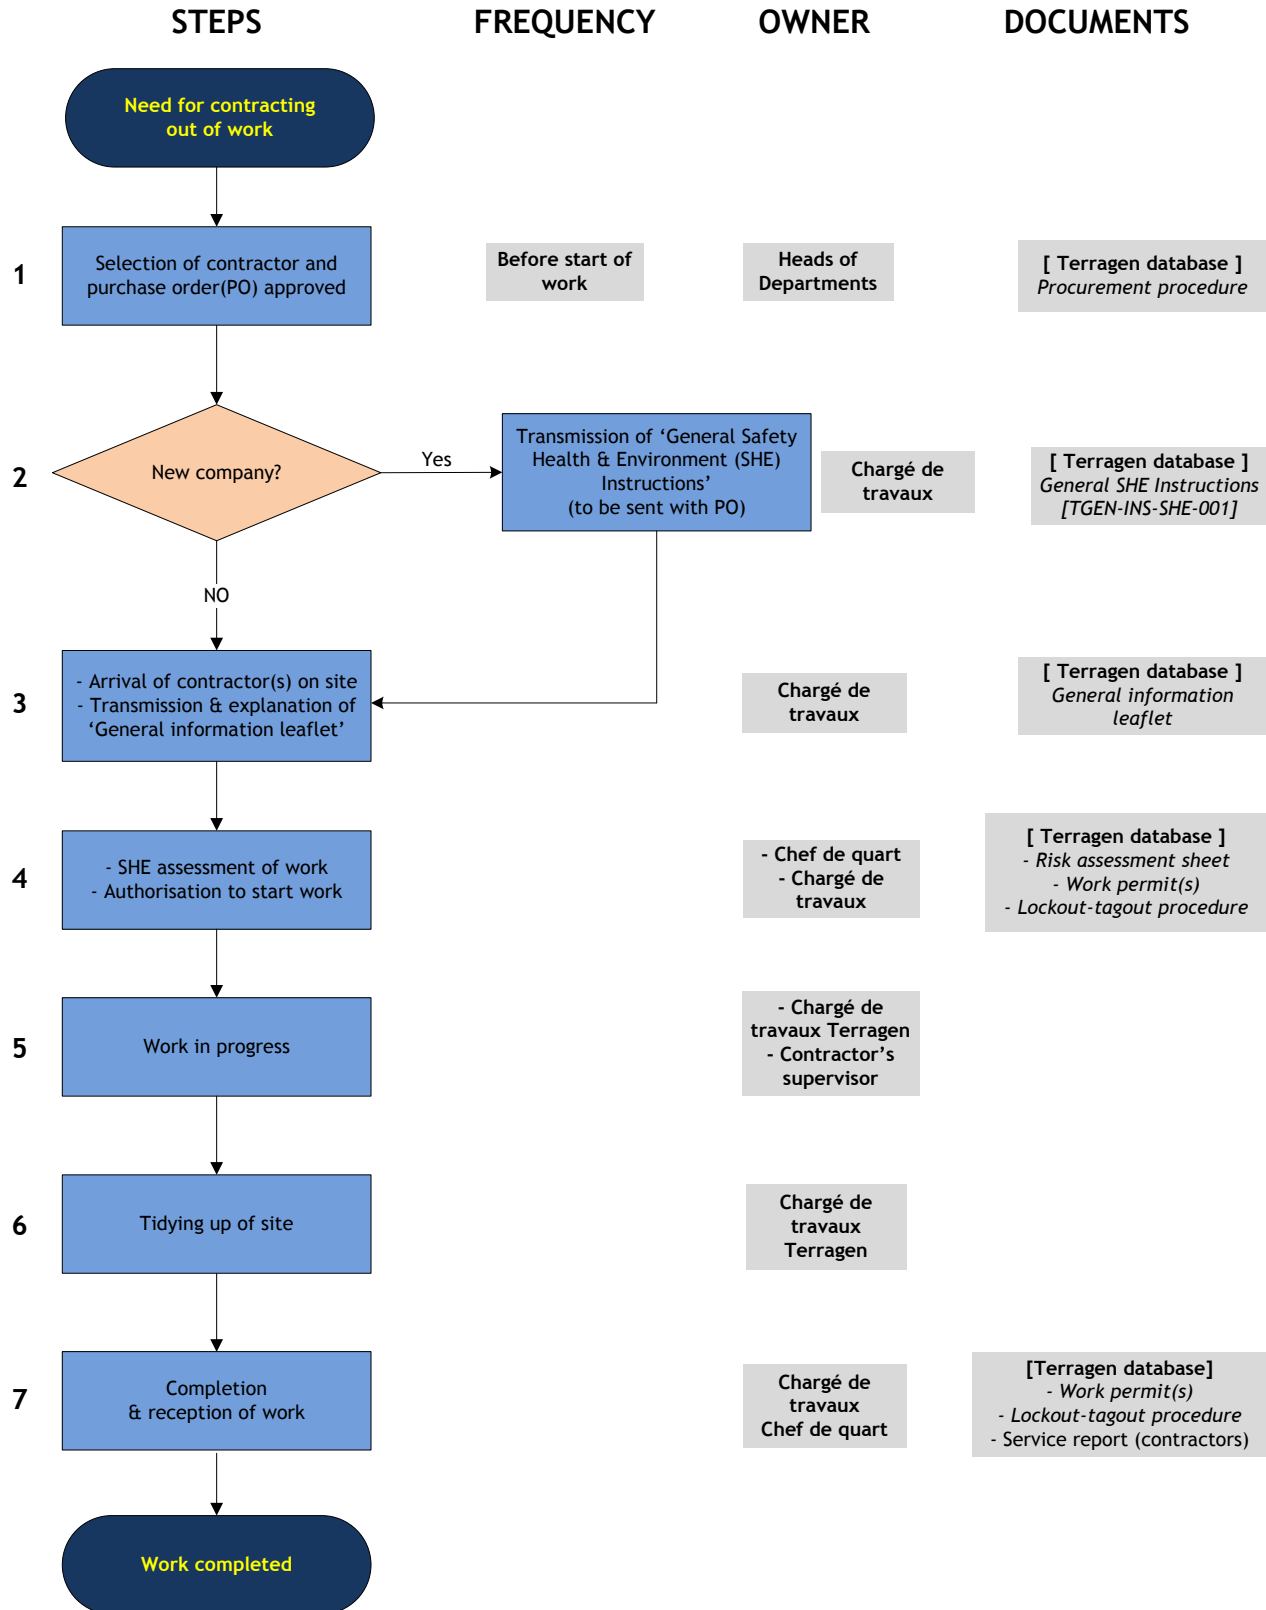 STEPS FREQUENCY OWNER DOCUMENTS
Need for contracting
out of work
1
Selection of contractor and
purchase order(PO) approved
Before start of
work
Heads of
Departments
[ Terragen database ]
Procurement procedure
2
New company?
Yes
Transmission of ‘General Safety
Health & Environment (SHE)
Instructions’
(to be sent with PO)
Chargé de
travaux
[ Terragen database ]
General SHE Instructions
[TGEN-INS-SHE-001]
NO
3
- Arrival of contractor(s) on site
- Transmission & explanation of
‘General information leaflet’
Chargé de
travaux
[ Terragen database ]
General information
leaflet
4
- SHE assessment of work
- Authorisation to start work
- Chef de quart
- Chargé de
travaux
[ Terragen database ]
- Risk assessment sheet
- Work permit(s)
- Lockout-tagout procedure
5
Work in progress
- Chargé de
travaux Terragen
- Contractor’s
supervisor
6
Tidying up of site
Chargé de
travaux
Terragen
7
Completion
& reception of work
Chargé de
travaux
Chef de quart
[Terragen database]
- Work permit(s)
- Lockout-tagout procedure
- Service report (contractors)
Work completed